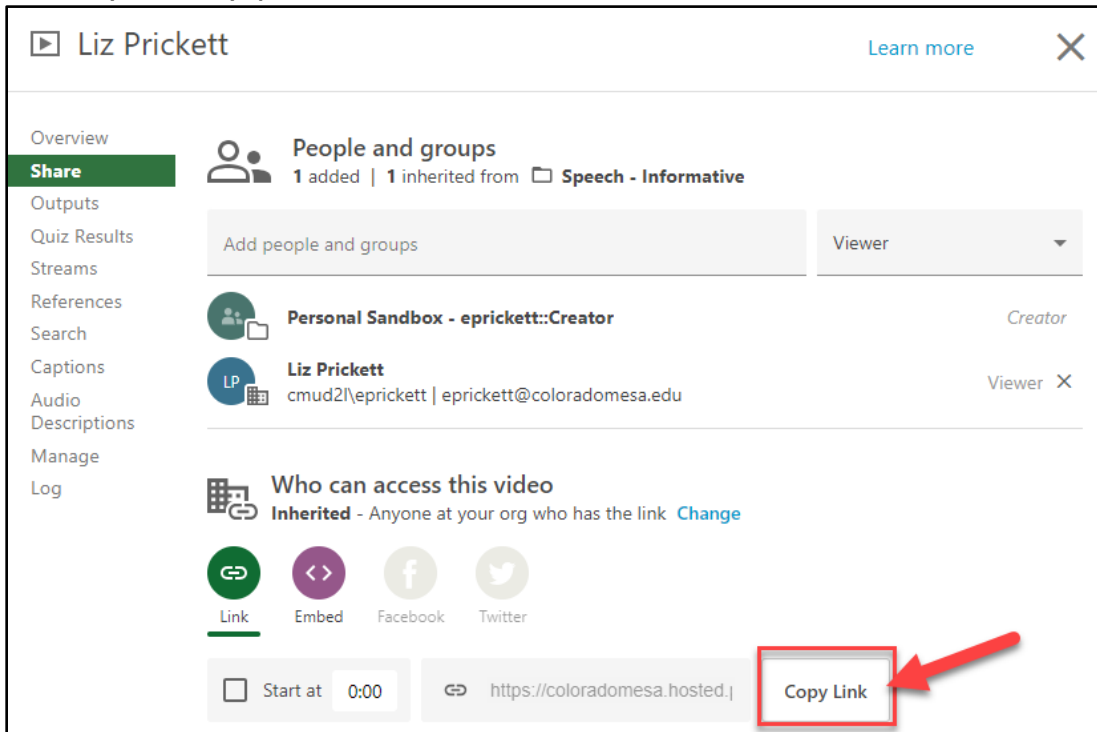 Liz Prickett
Learn more
Overview
Share
Outputs
Quiz Results
Streams
References
Search
Captions
Audio
Descriptions
Manage
Log
People and groups
1 added | 1 inherited from Speech - Informative
Add people and groups
Viewer
Personal Sandbox - eprickett::Creator
Creator
LP
Liz Prickett
cmud2l\eprickett | eprickett@coloradomesa.edu
Viewer
Who can access this video
Inherited - Anyone at your org who has the link Change
Link
Embed
Facebook
Twitter
Start at 0:00
https://coloradomesa.hosted.
Copy Link